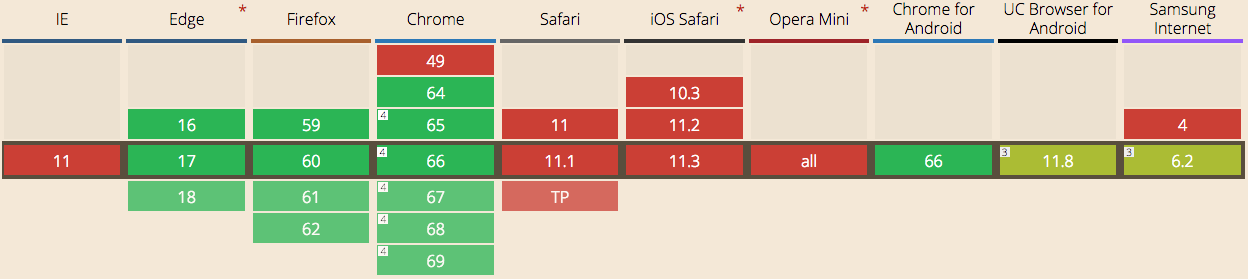 IE
Edge *
Firefox
Chrome
Safari
iOS Safari *
Opera Mini *
Chrome for
Android
UC Browser for
Android
Samsung
Internet
49
64
10.3
16
59
4 65
11
11.2
4
11
17
60
4 66
11.1
11.3
all
66
3 11.8
3 6.2
18
61
4 67
TP
62
4 68
4 69